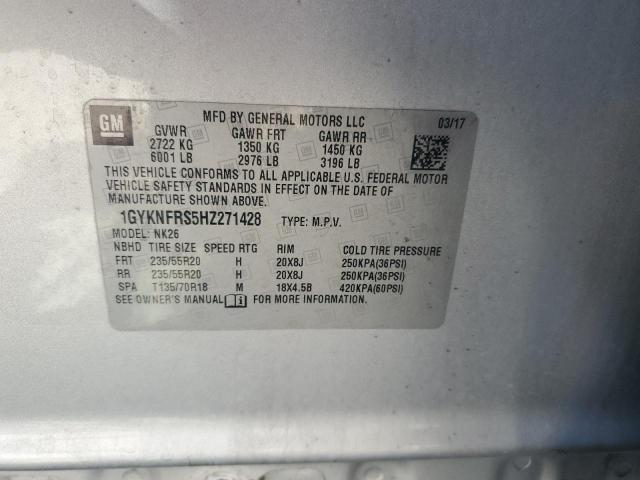 GM
MFD BY GENERAL MOTORS LLC
03/17
GVWR GAWR FRT GAWR RR
2722 KG 1350 KG 1450 KG
6001 LB 2976 LB 3196 LB
THIS VEHICLE CONFORMS TO ALL APPLICABLE U.S. FEDERAL MOTOR
VEHICLE SAFETY STANDARDS IN EFFECT ON THE DATE OF
MANUFACTURE SHOWN ABOVE.
1GYKNFRS5HZ271428 TYPE: M.P.V.
MODEL: NK26
NBHD TIRE SIZE SPEED RTG RIM COLD TIRE PRESSURE
FRT 235/55R20 H 20X8J 250KPA(36PSI)
RR 235/55R20 H 20X8J 250KPA(36PSI)
SPA T135/70R18 M 18X4.5B 420KPA(60PSI)
SEE OWNER'S MANUAL FOR MORE INFORMATION.